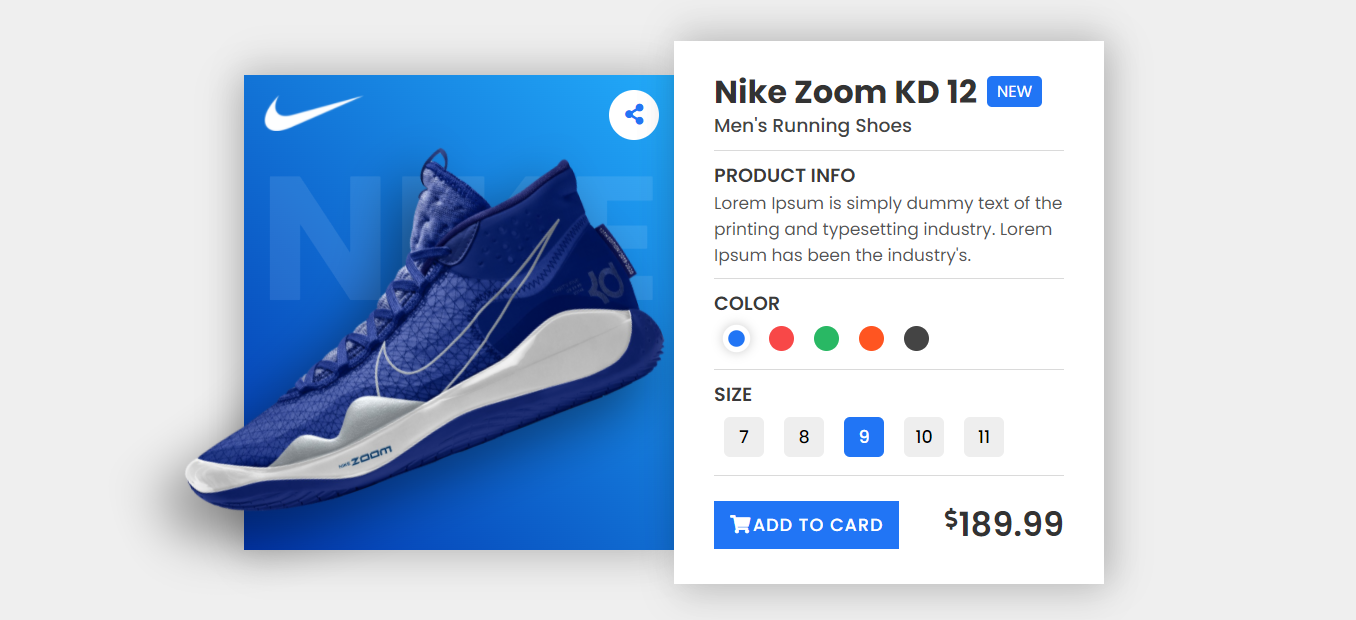 NIKE
NIKE ZOOM
Nike Zoom KD 12 NEW
Men's Running Shoes
PRODUCT INFO
Lorem Ipsum is simply dummy text of the
printing and typesetting industry. Lorem
Ipsum has been the industry's.
COLOR
SIZE
7 8 9 10 11
ADD TO CARD $189.99